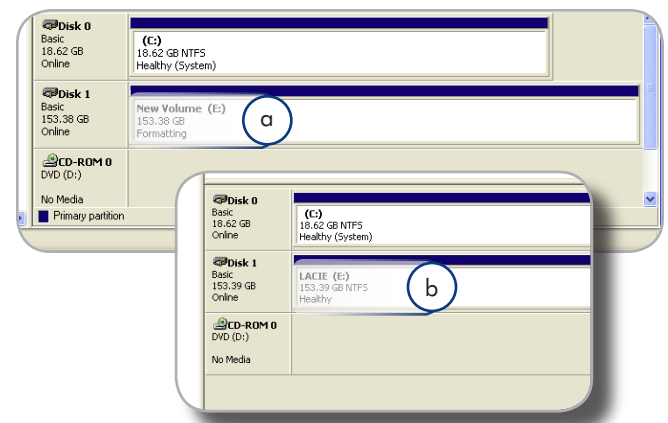 Disk 0
Basic
18.62 GB
Online
(C:)
18.62 GB NTFS
Healthy (System)
Disk 1
Basic
153.38 GB
Online
New Volume (E:)
153.38 GB
Formatting
a
CD-ROM 0
DVD (D:)
No Media
Primary partition
Disk 0
Basic
18.62 GB
Online
(C:)
18.62 GB NTFS
Healthy (System)
Disk 1
Basic
153.39 GB
Online
LACIE (E:)
153.39 GB NTFS
Healthy
b
CD-ROM 0
DVD (D:)
No Media